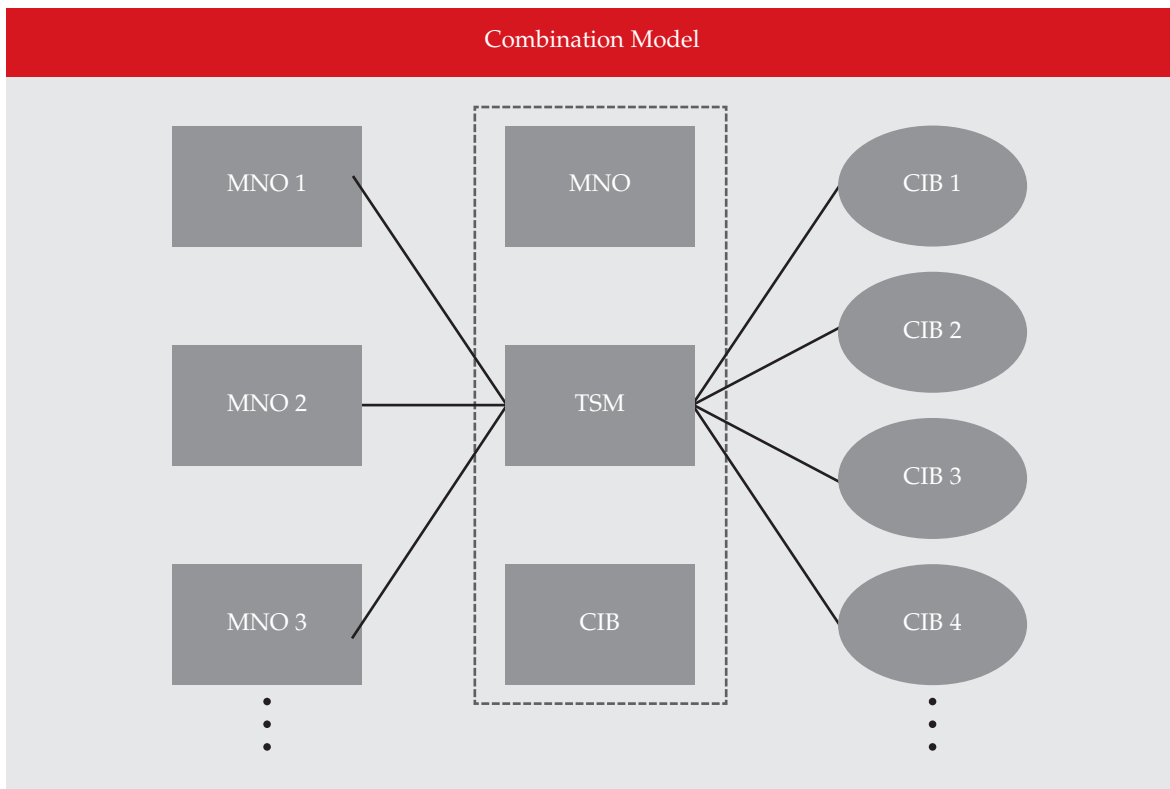 Combination Model
MNO 1
MNO
CIB 1
CIB 2
MNO 2
TSM
CIB 3
MNO 3
CIB
CIB 4